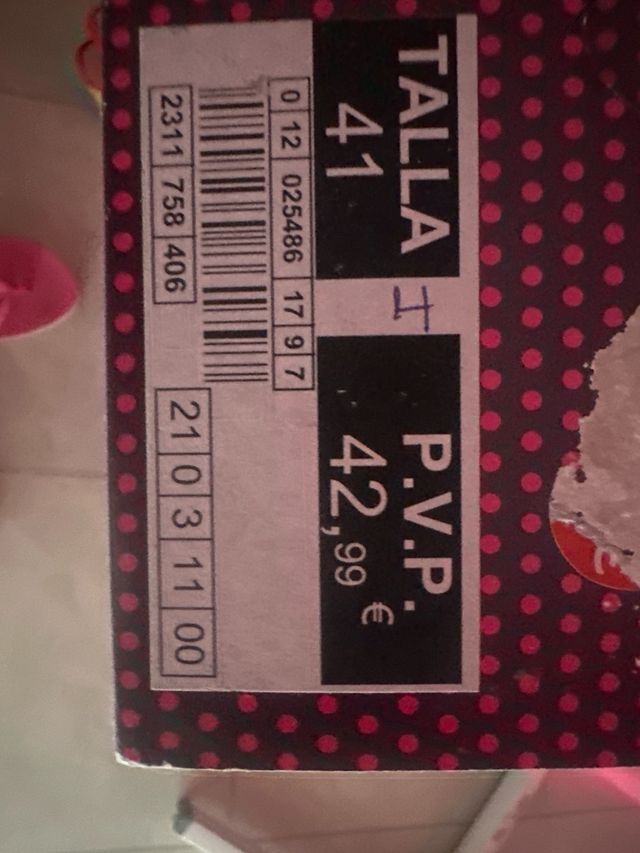 TALLA I P.V.P.
41 42,99 €
0 12 025486 17 9 7
2311 758 406
21 0 3 11 00